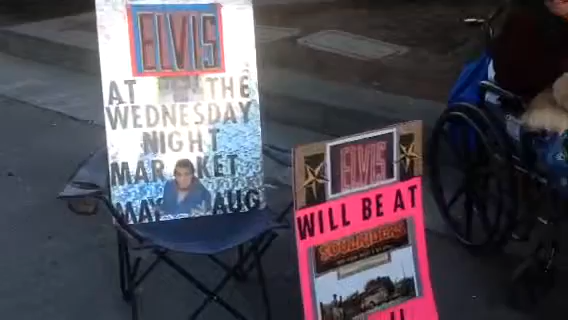 ELVIS
AT THE
WEDNESDAY
NIGHT
MARKET
AUG
ELVIS
WILL BE AT